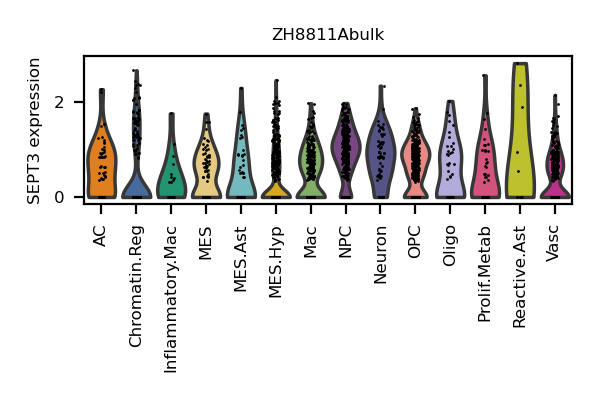 ZH8811Abulk
SEPT3 expression
2
0
AC
Chromatin.Reg
Inflammatory.Mac
MES
MES.Ast
MES.Hyp
Mac
NPC
Neuron
OPC
Oligo
Prolif.Metab
Reactive.Ast
Vasc